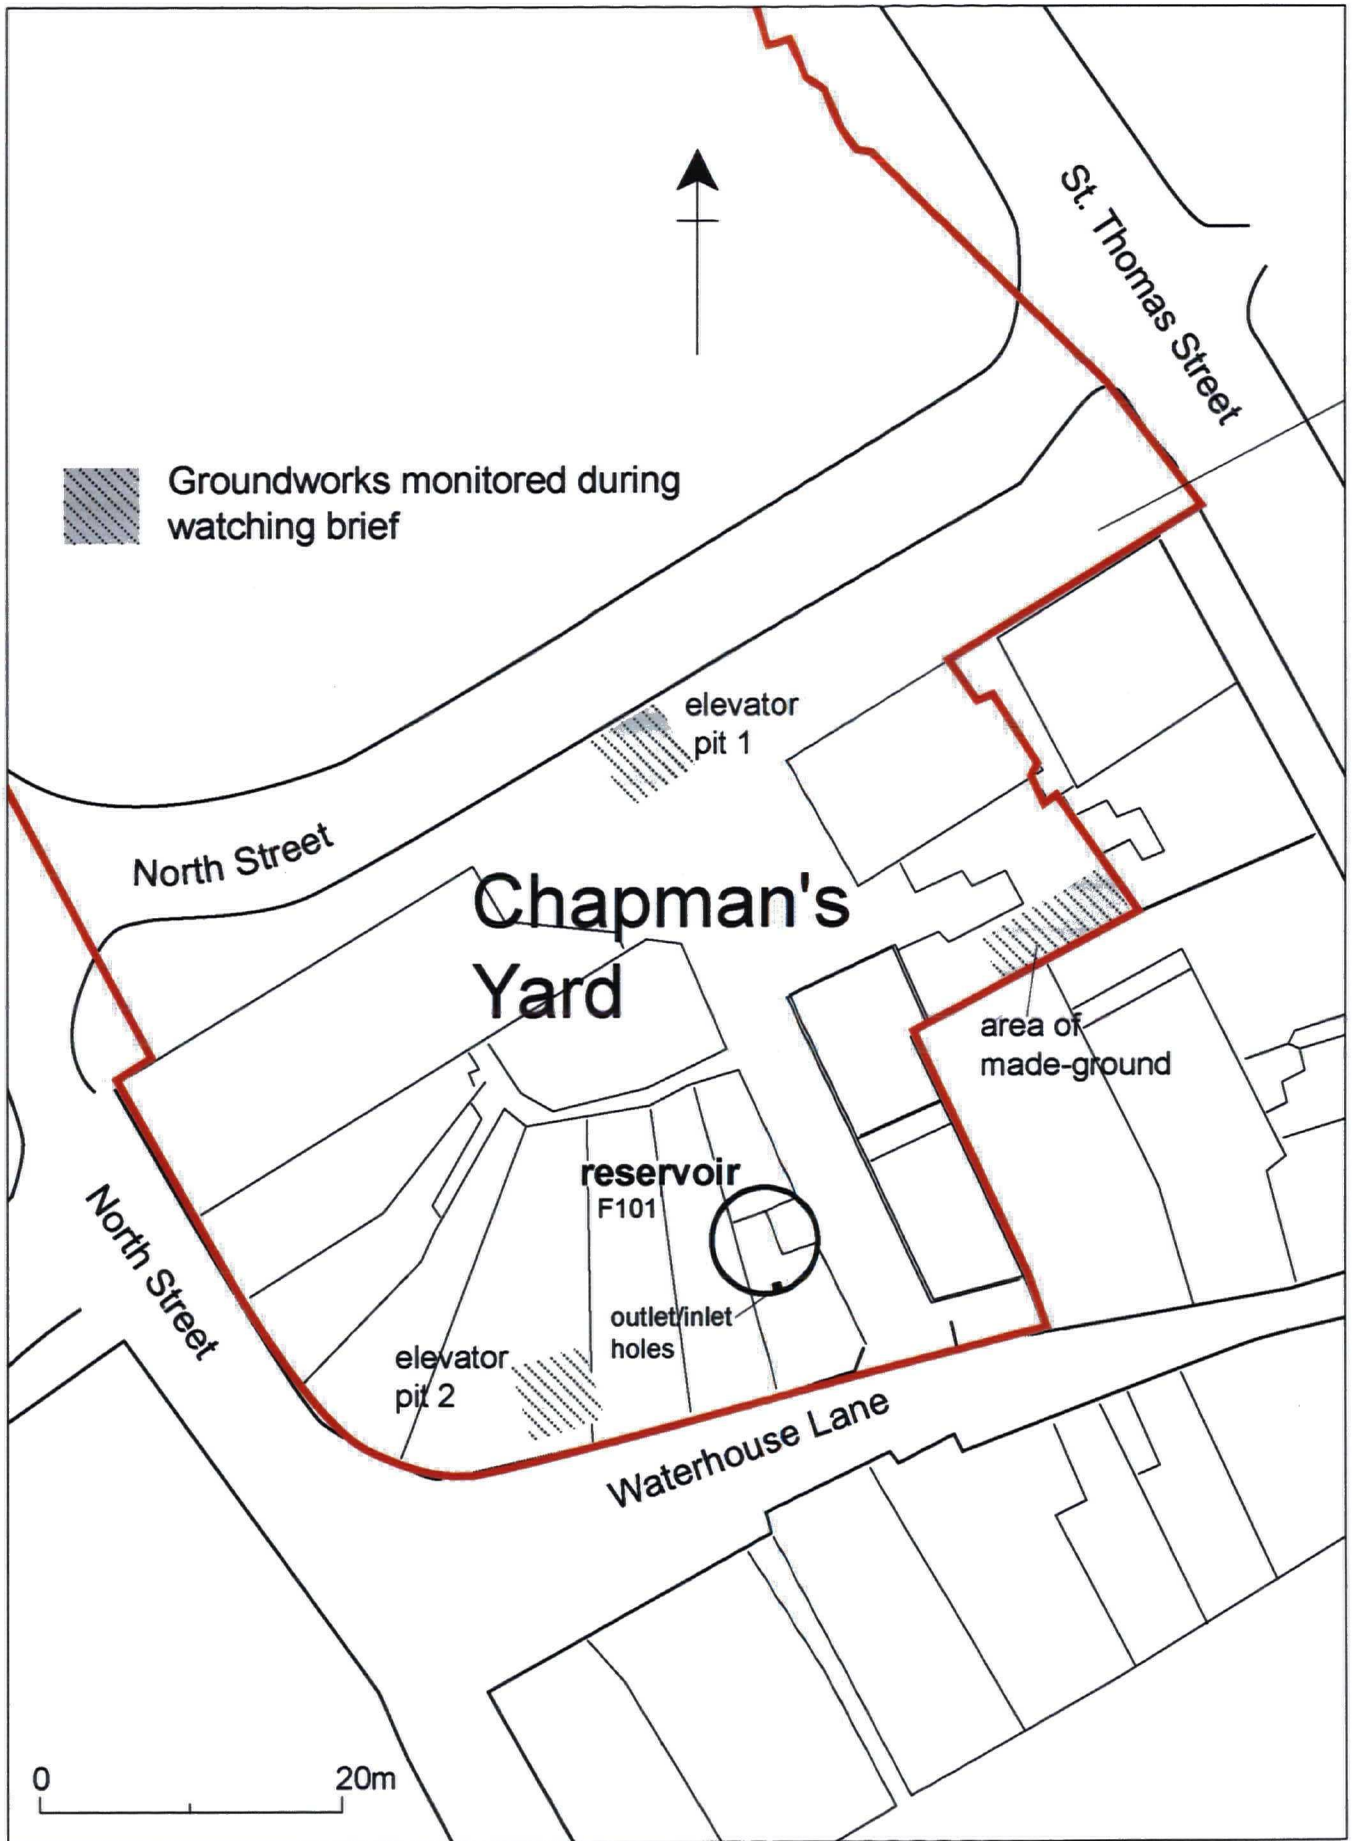 St. Thomas Street
Groundworks monitored during
watching brief
elevator
pit 1
North Street
Chapman's
Yard
area of
made-ground
reservoir
F101
North Street
outlet/inlet
holes
elevator
pit 2
Waterhouse Lane
0 20m